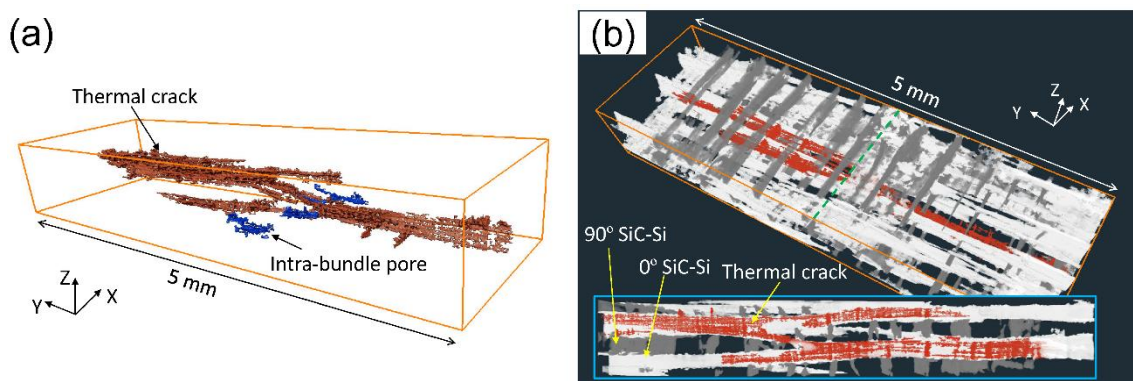 (a)
Thermal crack
Intra-bundle pore
5 mm
Z
Y
X
(b)
5 mm
Z
Y
X
90° SiC-Si
0° SiC-Si
Thermal crack